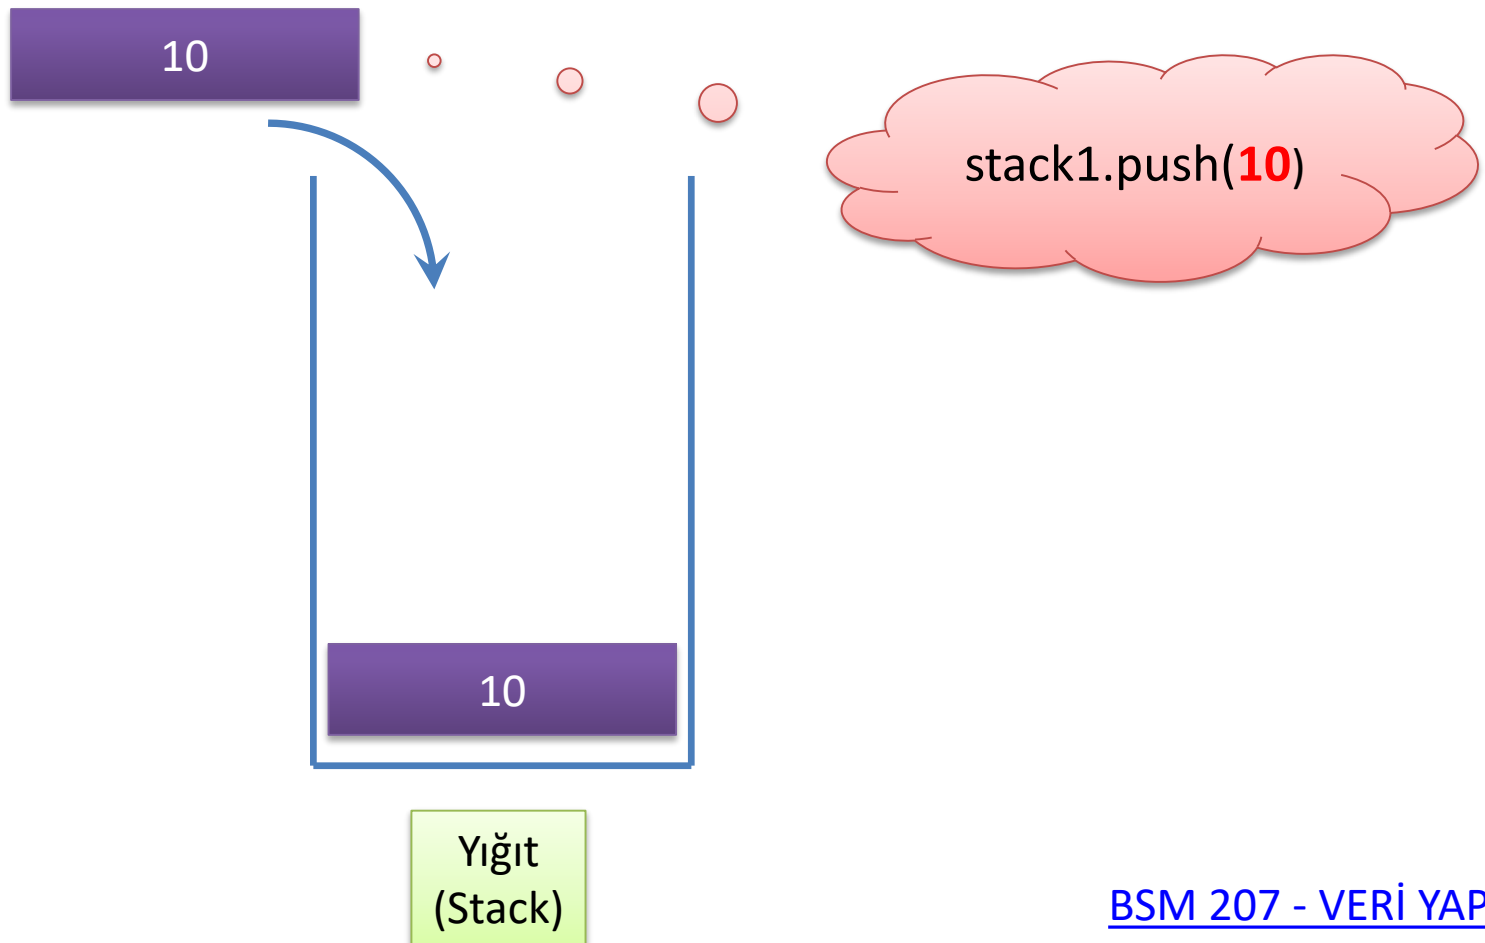 10
stack1.push(10)
10
Yığıt
(Stack)
BSM 207 - VERİ YAP